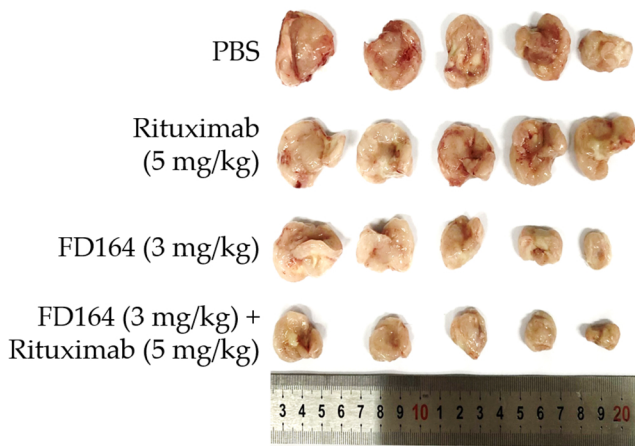 PBS
Rituximab
(5 mg/kg)
FD164 (3 mg/kg)
FD164 (3 mg/kg) +
Rituximab (5 mg/kg)
3 4 5 6 7 8 9 10 1 2 3 4 5 6 7 8 9 20